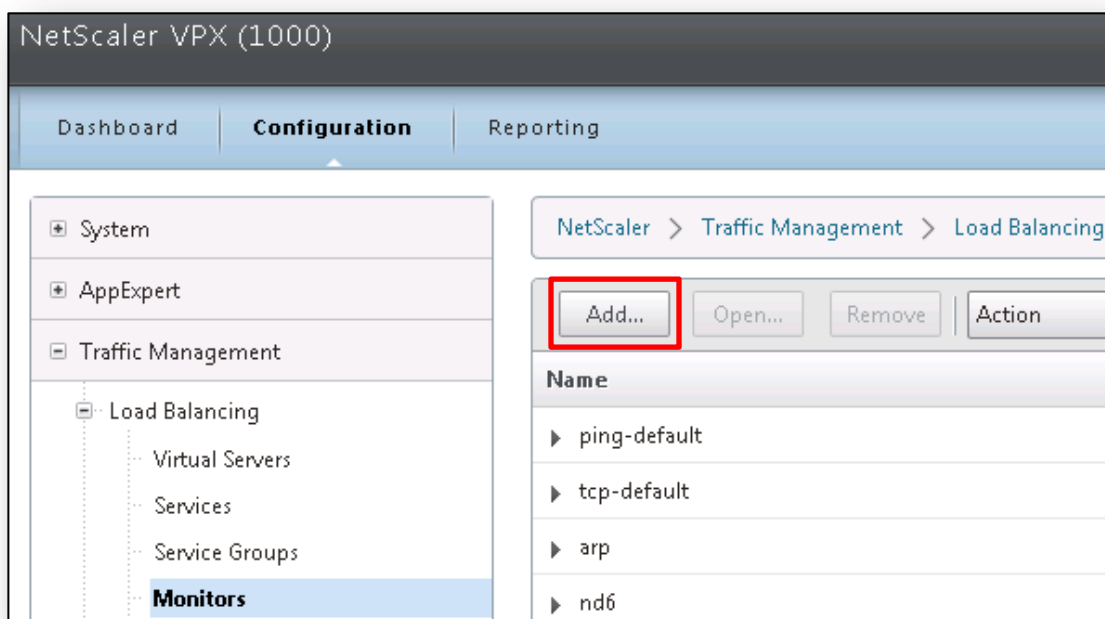 NetScaler VPX (1000)
Dashboard Configuration Reporting
System
AppExpert
Traffic Management
Load Balancing
Virtual Servers
Services
Service Groups
Monitors
NetScaler > Traffic Management > Load Balancing
Add... Open... Remove Action
Name
ping-default
tcp-default
arp
nd6